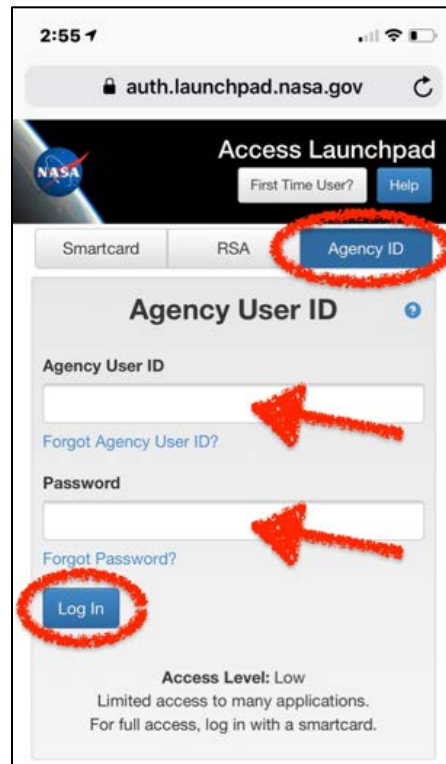 2:55
auth.launchpad.nasa.gov
NASA
Access Launchpad
First Time User?
Help
Smartcard
RSA
Agency ID
Agency User ID
?
Agency User ID
Forgot Agency User ID?
Password
Forgot Password?
Log In
Access Level: Low
Limited access to many applications.
For full access, log in with a smartcard.